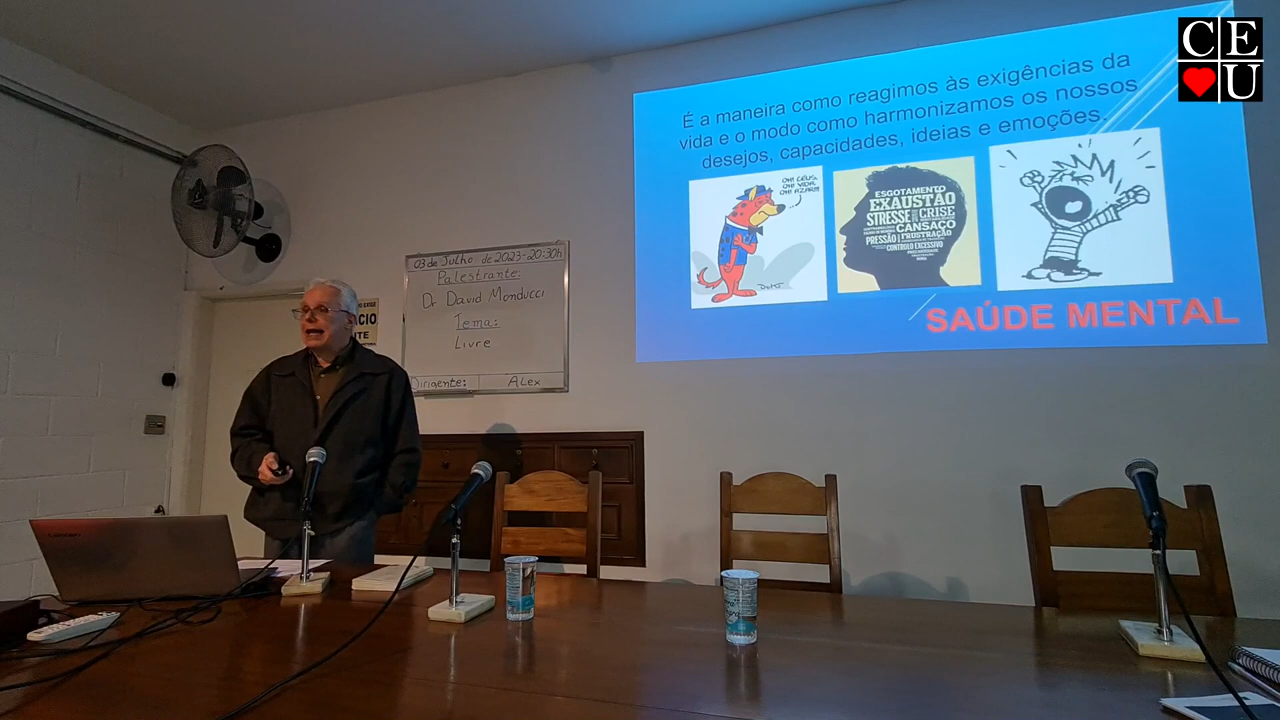 CE
U
É a maneira como reagimos às exigências da
vida e o modo como harmonizamos os nossos
desejos, capacidades, ideias e emoções.
OH! CÉUS,
OH! VIDA,
OH! AZAR!!!
ESGOTAMENTO
EXAUSTÃO
STRESSE
CRISE
CANSAÇO
PRESSÃO
FRUSTRAÇÃO
CONTROLO EXCESSIVO
SAÚDE MENTAL
03 de Julho de 2023-20:30h
Palestrante:
Dr David Monducci
Tema:
Livre
Dirigente: ALex